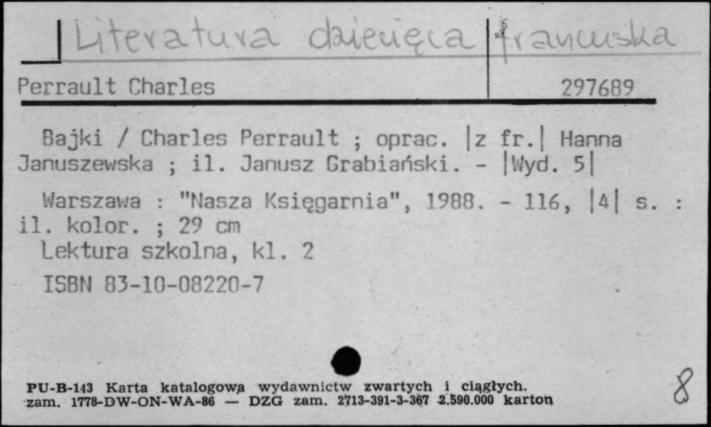 Literatura dziecięca francuska
Perrault Charles 297689
Bajki / Charles Perrault ; oprac. |z fr.| Hanna
Januszewska ; il. Janusz Grabiański. - |Wyd. 5|
Warszawa : "Nasza Księgarnia", 1988. - 116, |4| s. :
il. kolor. ; 29 cm
Lektura szkolna, kl. 2
ISBN 83-10-08220-7
PU-B-143 Karta katalogowa wydawnictw zwartych i ciągłych.
zam. 1778-DW-ON-WA-86 — DZG zam. 2713-391-3-367 2.590.000 karton
8